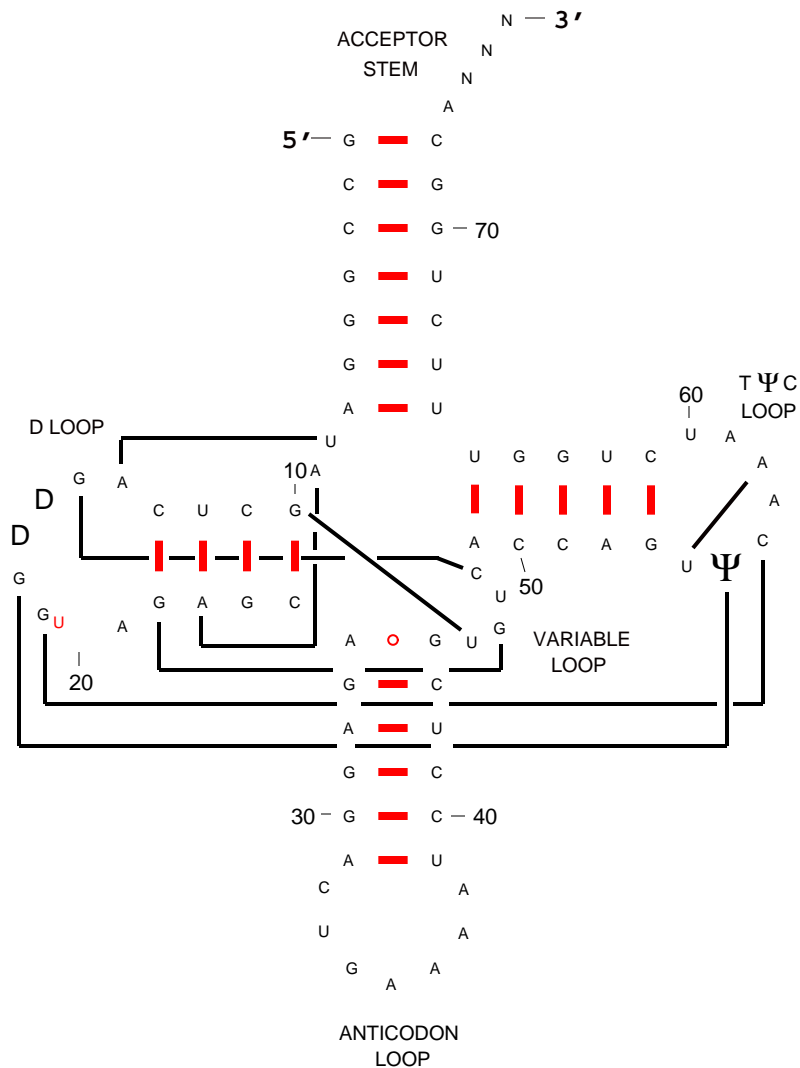 N — 3’
ACCEPTOR
STEM
N
N
A
5’ — G C
C G
C G — 70
G U
G C
G U
A U
T Ψ C
LOOP
60
D LOOP
U
U A
U G G U C
A A
10
G A
D
C U C G
A
D
A C C A G U Ψ C
C
50
G
G A G C
U
G U A
A G U G
VARIABLE
LOOP
20
G C
A U
G C
30 — G C — 40
A U
C A
U A
G A A
ANTICODON
LOOP